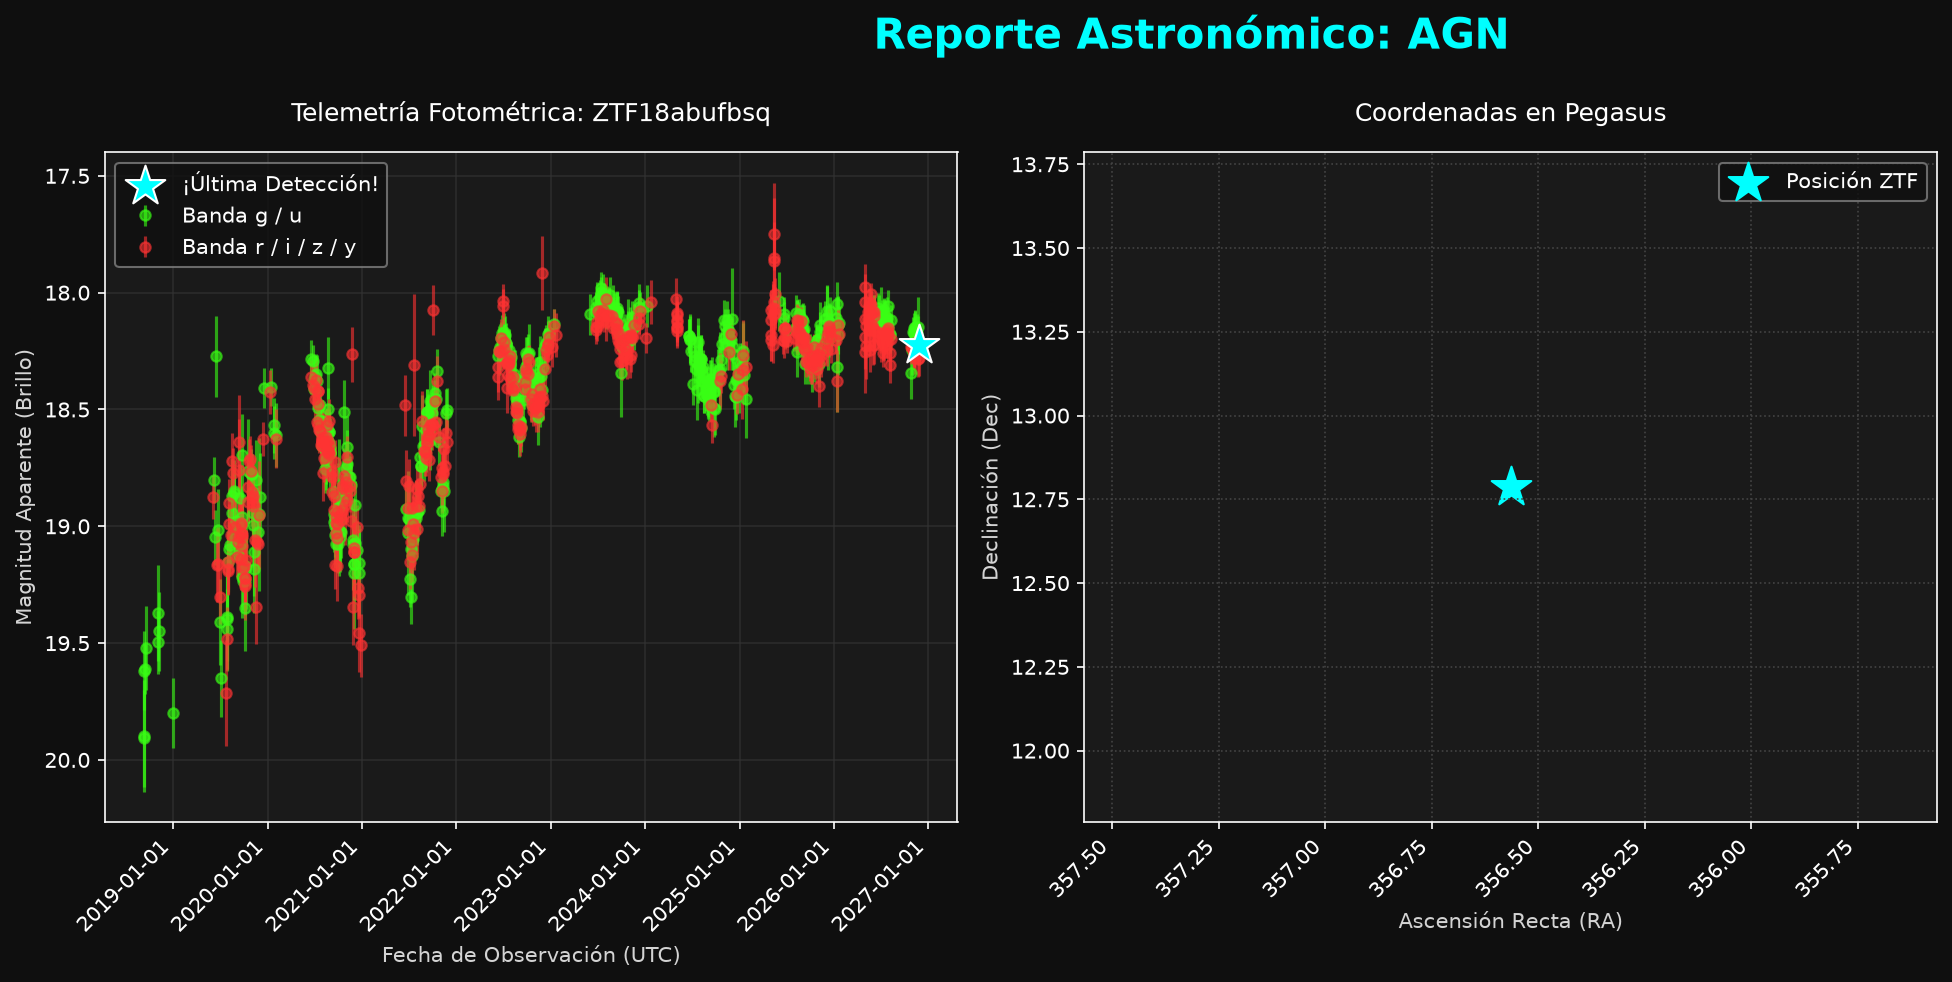 Reporte Astronómico: AGN
Telemetría Fotométrica: ZTF18abufbsq
¡Última Detección!
Banda g / u
Banda r / i / z / y
Magnitud Aparente (Brillo)
17.5
18.0
18.5
19.0
19.5
20.0
2019-01-01
2020-01-01
2021-01-01
2022-01-01
2023-01-01
2024-01-01
2025-01-01
2026-01-01
2027-01-01
Fecha de Observación (UTC)
Coordenadas en Pegasus
Posición ZTF
Declinación (Dec)
13.75
13.50
13.25
13.00
12.75
12.50
12.25
12.00
357.50
357.25
357.00
356.75
356.50
356.25
356.00
355.75
Ascensión Recta (RA)